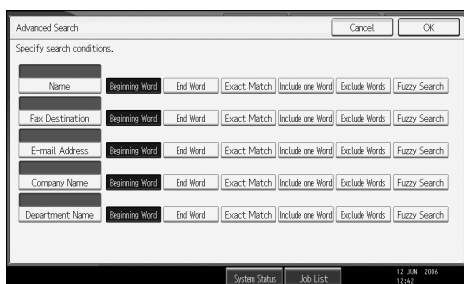 Advanced Search Cancel OK
Specify search conditions.
Name Beginning Word End Word Exact Match Include one Word Exclude Words Fuzzy Search
Fax Destination Beginning Word End Word Exact Match Include one Word Exclude Words Fuzzy Search
E-mail Address Beginning Word End Word Exact Match Include one Word Exclude Words Fuzzy Search
Company Name Beginning Word End Word Exact Match Include one Word Exclude Words Fuzzy Search
Department Name Beginning Word End Word Exact Match Include one Word Exclude Words Fuzzy Search
System Status Job List 12 JUN 2006
12:42